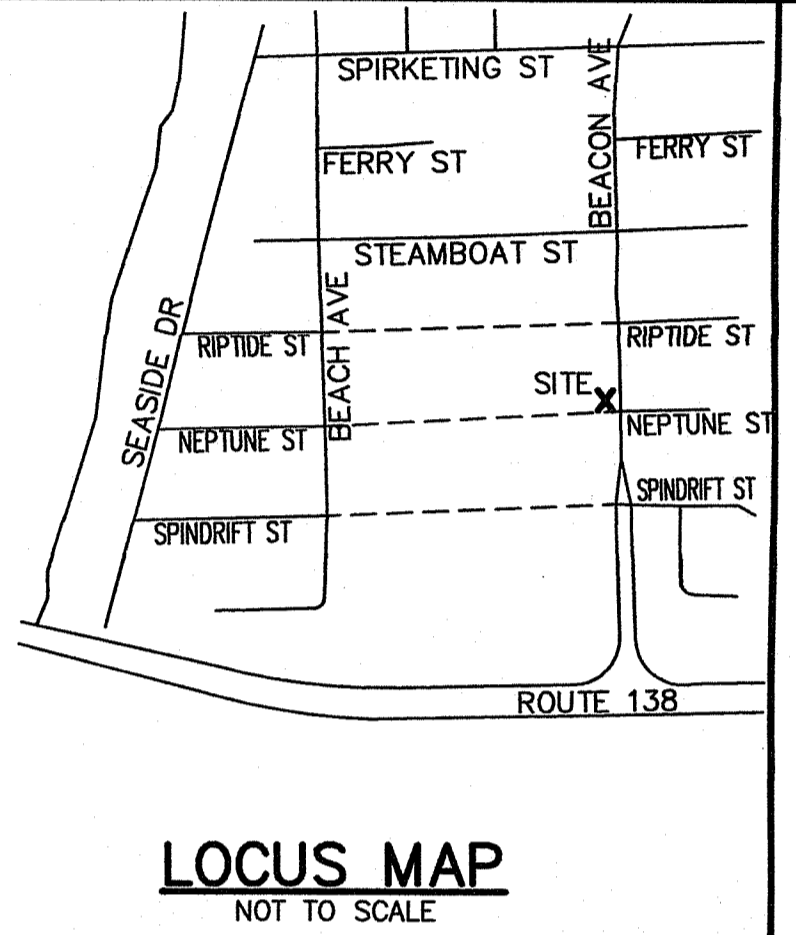 SPIRKETING ST
BEACON AVE
FERRY ST
FERRY ST
STEAMBOAT ST
BEACH AVE
SEASIDE DR
RIPTIDE ST
RIPTIDE ST
SITE X
NEPTUNE ST
NEPTUNE ST
SPINDRIFT ST
SPINDRIFT ST
ROUTE 138
LOCUS MAP
NOT TO SCALE